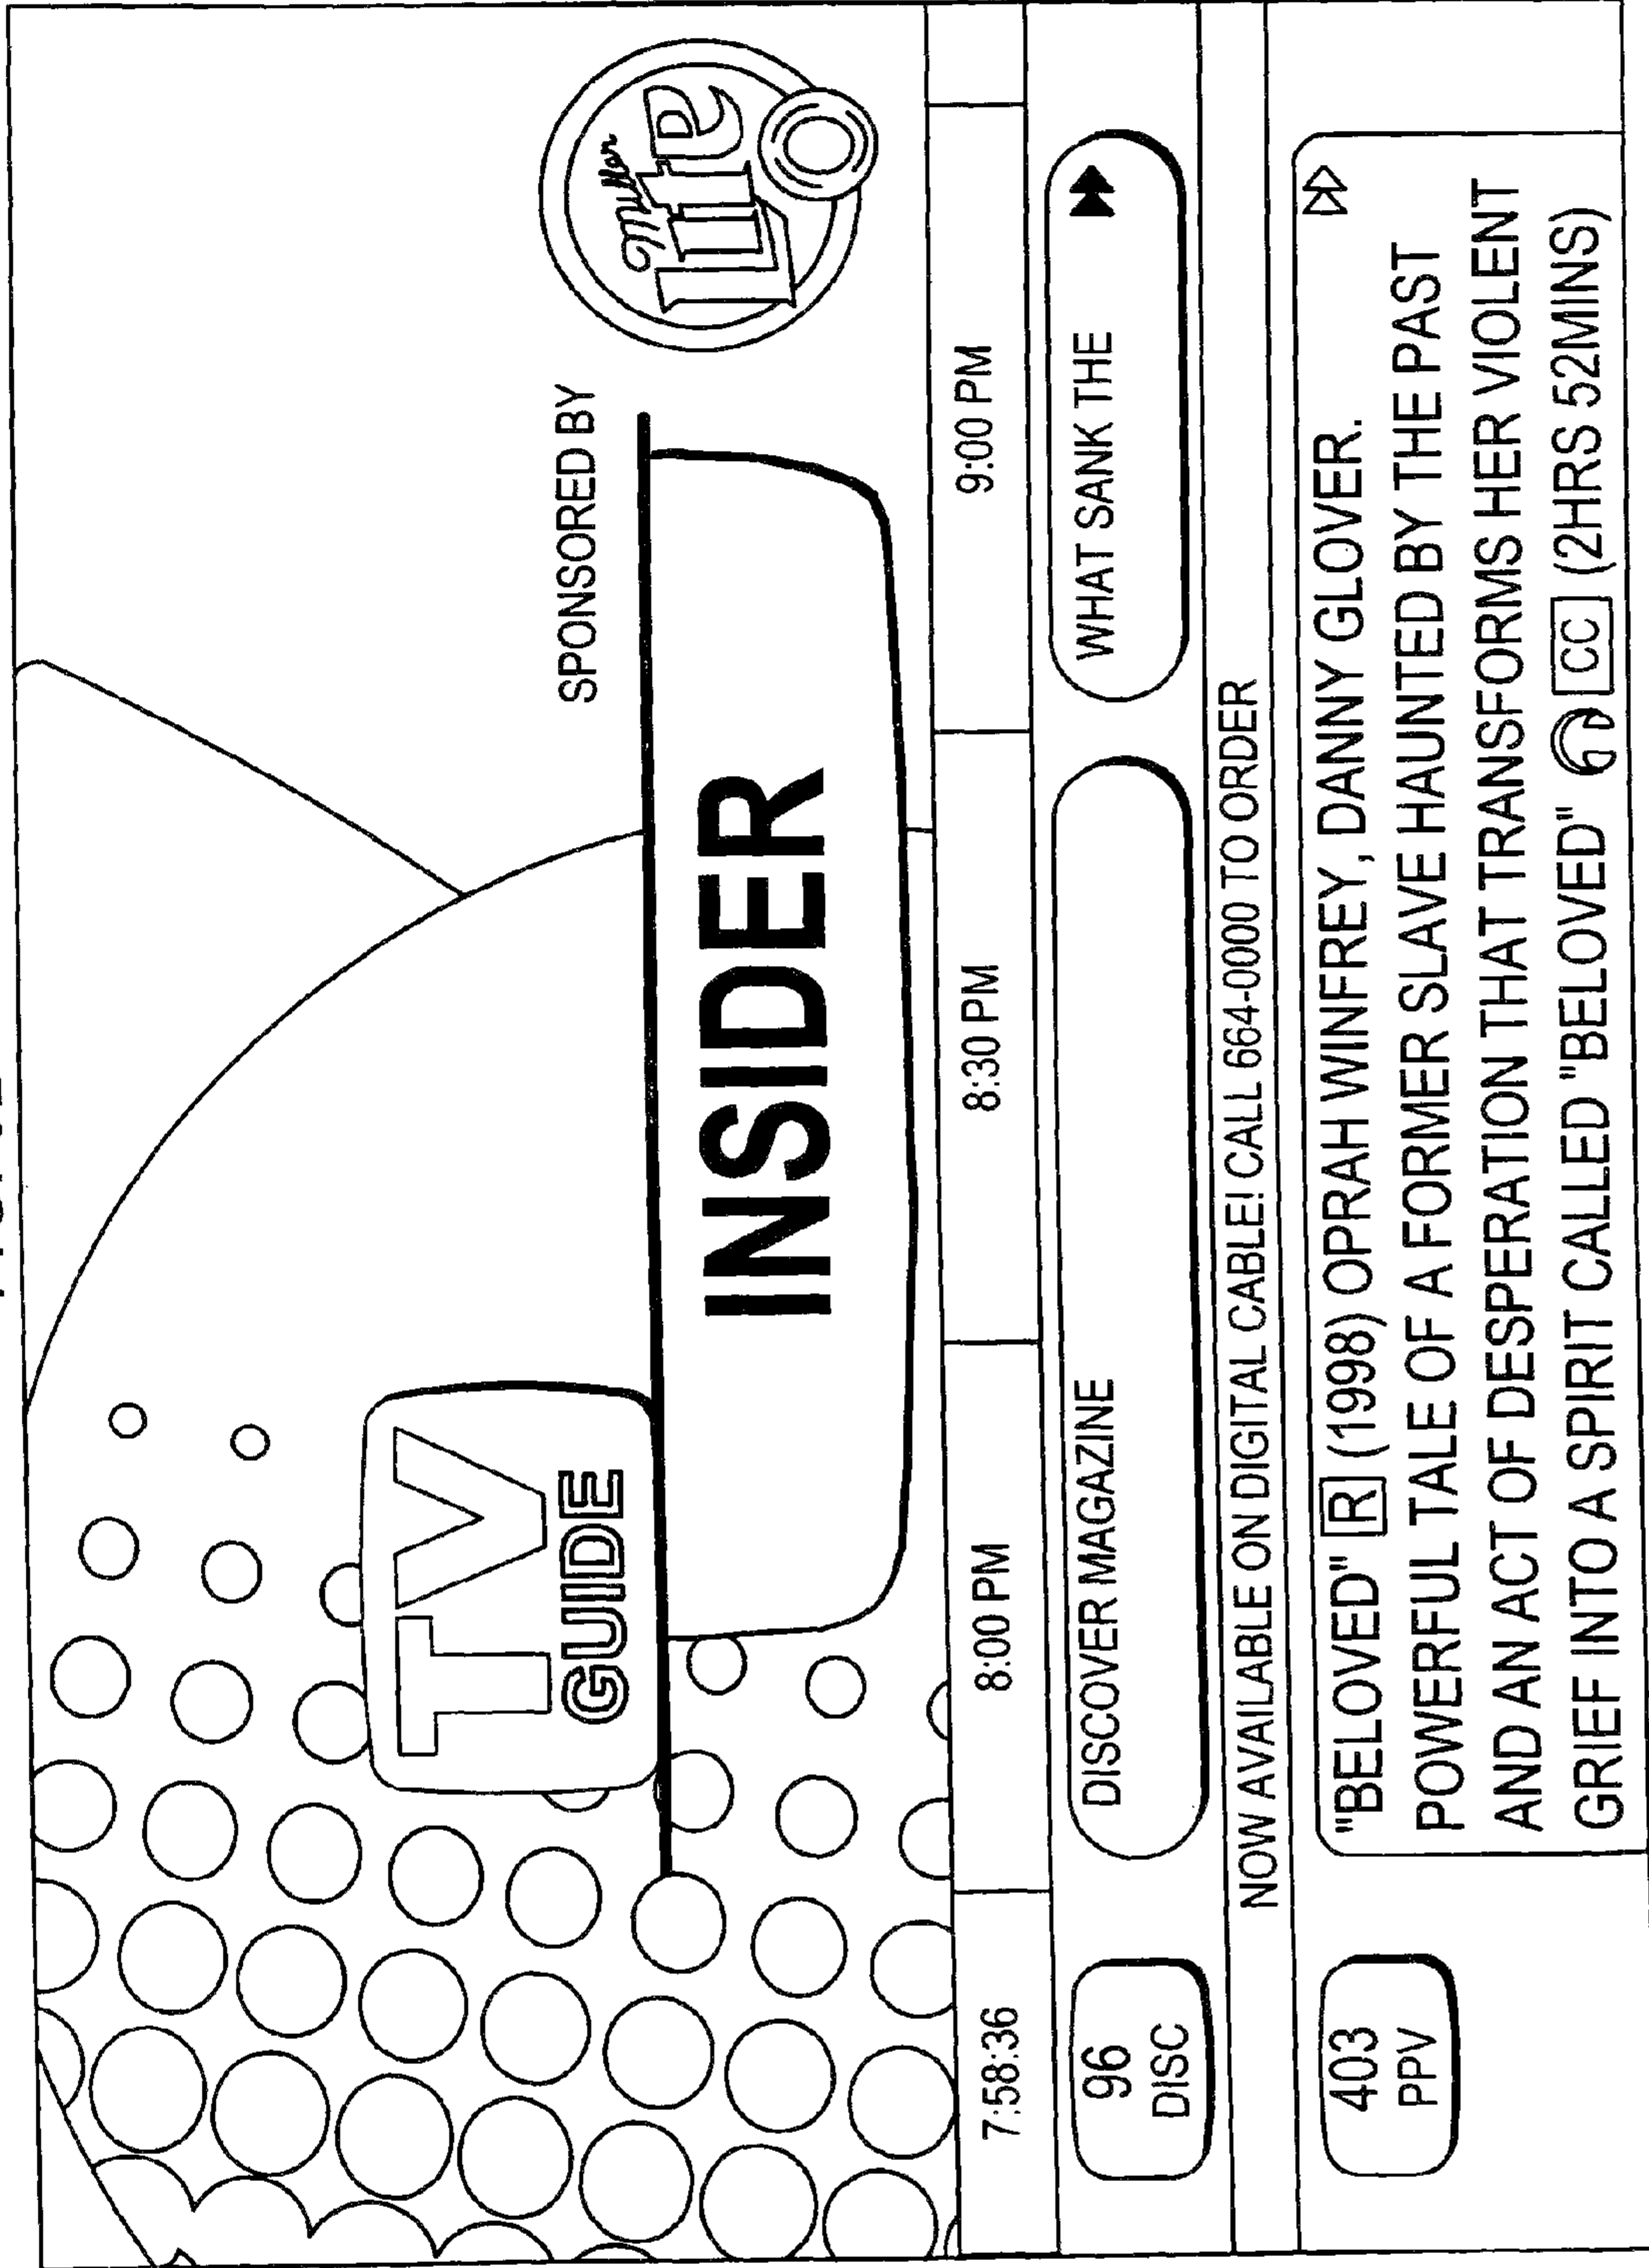 SPONSORED BY
Miller
Lite
TV
GUIDE
INSIDER
7:58:36 8:00 PM 8:30 PM 9:00 PM
96 DISCOVER MAGAZINE WHAT SANK THE
DISC
NOW AVAILABLE ON DIGITAL CABLE! CALL 664-0000 TO ORDER
403 "BELOVED" R (1998) OPRAH WINFREY, DANNY GLOVER.
PPV POWERFUL TALE OF A FORMER SLAVE HAUNTED BY THE PAST
AND AN ACT OF DESPERATION THAT TRANSFORMS HER VIOLENT
GRIEF INTO A SPIRIT CALLED "BELOVED" CC (2HRS 52MINS)